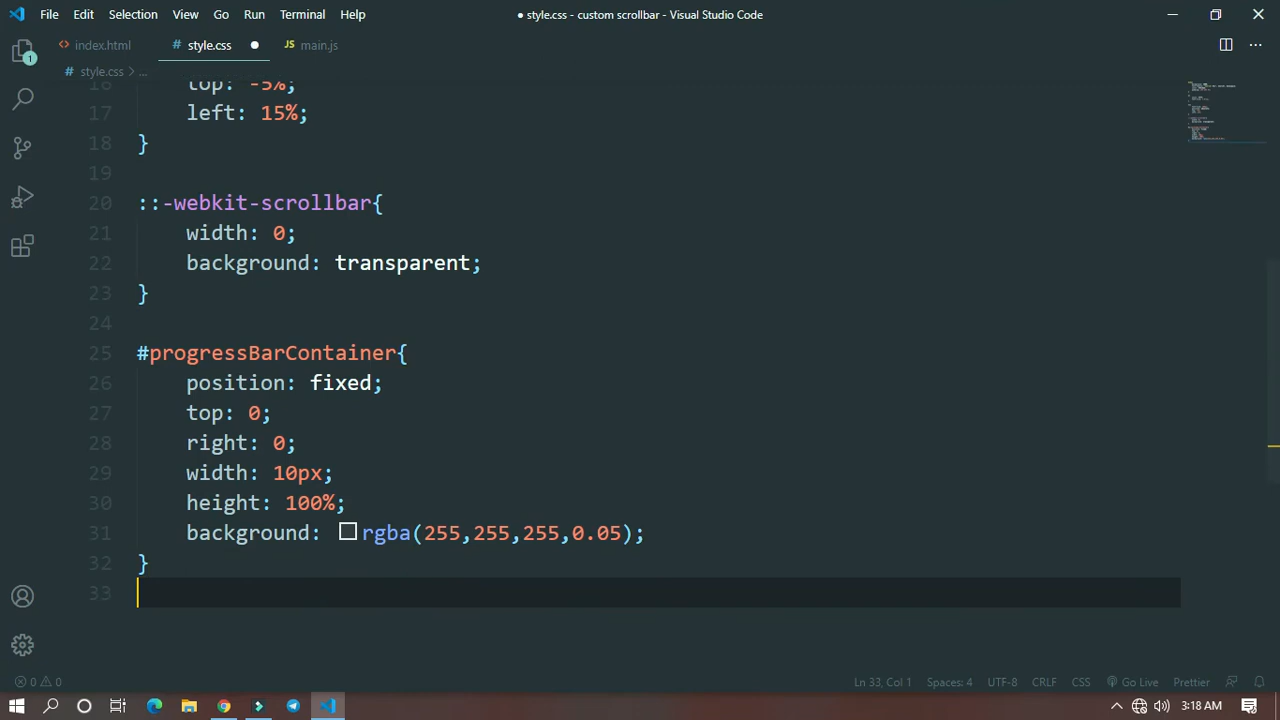 File Edit Selection View Go Run Terminal Help ● style.css - custom scrollbar - Visual Studio Code
<> index.html # style.css ● JS main.js ···
# style.css > ...
16 top: -5%;
17 left: 15%;
18 }
19
20 ::-webkit-scrollbar{
21 width: 0;
22 background: transparent;
23 }
24
25 #progressBarContainer{
26 position: fixed;
27 top: 0;
28 right: 0;
29 width: 10px;
30 height: 100%;
31 background: rgba(255,255,255,0.05);
32 }
33
1
0 0 Ln 33, Col 1 Spaces: 4 UTF-8 CRLF CSS Go Live Prettier
3:18 AM